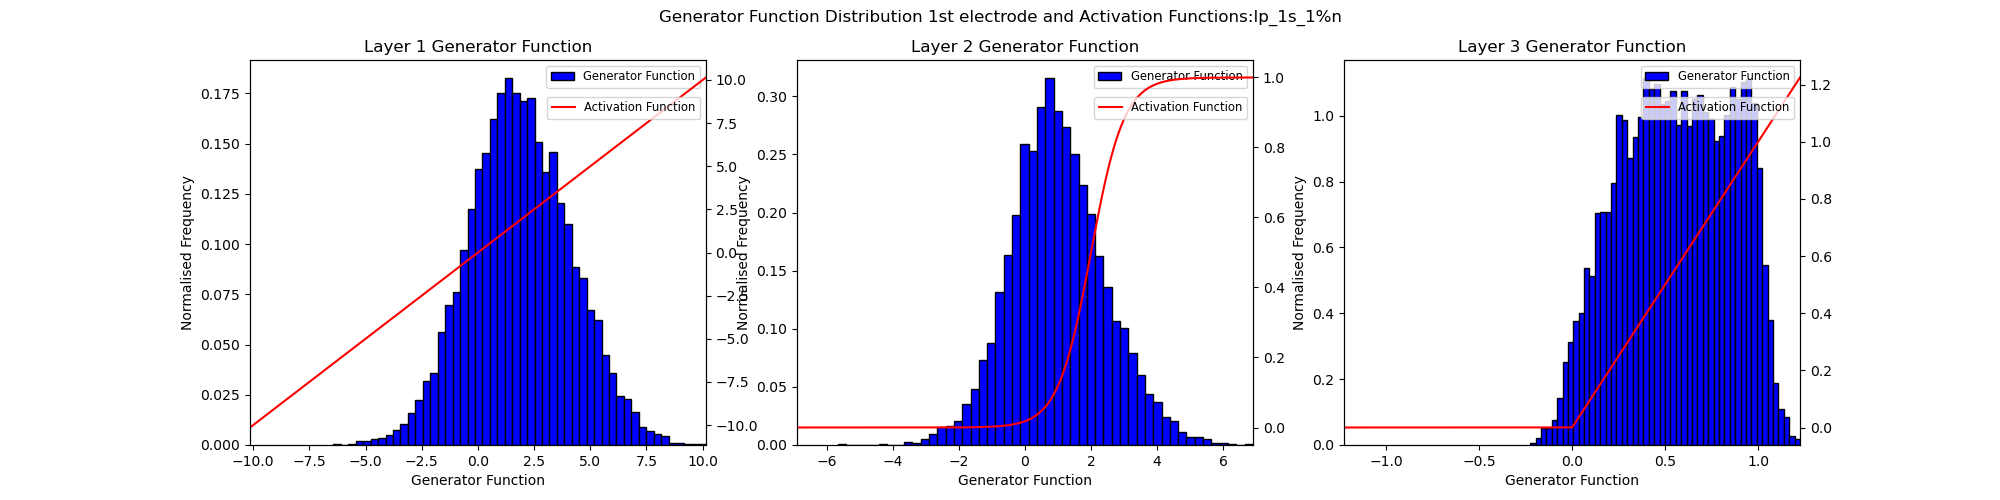 Generator Function Distribution 1st electrode and Activation Functions:lp_1s_1%n
Layer 1 Generator Function
Generator Function
Activation Function
Normalised Frequency
0.175
0.150
0.125
0.100
0.075
0.050
0.025
0.000
10.0
7.5
5.0
2.5
0.0
−2.5
−5.0
−7.5
−10.0
−10.0 −7.5 −5.0 −2.5 0.0 2.5 5.0 7.5 10.0
Generator Function
Layer 2 Generator Function
Generator Function
Activation Function
Normalised Frequency
0.30
0.25
0.20
0.15
0.10
0.05
0.00
1.0
0.8
0.6
0.4
0.2
0.0
−6 −4 −2 0 2 4 6
Generator Function
Layer 3 Generator Function
Generator Function
Activation Function
Normalised Frequency
1.0
0.8
0.6
0.4
0.2
0.0
1.2
1.0
0.8
0.6
0.4
0.2
0.0
−1.0 −0.5 0.0 0.5 1.0
Generator Function